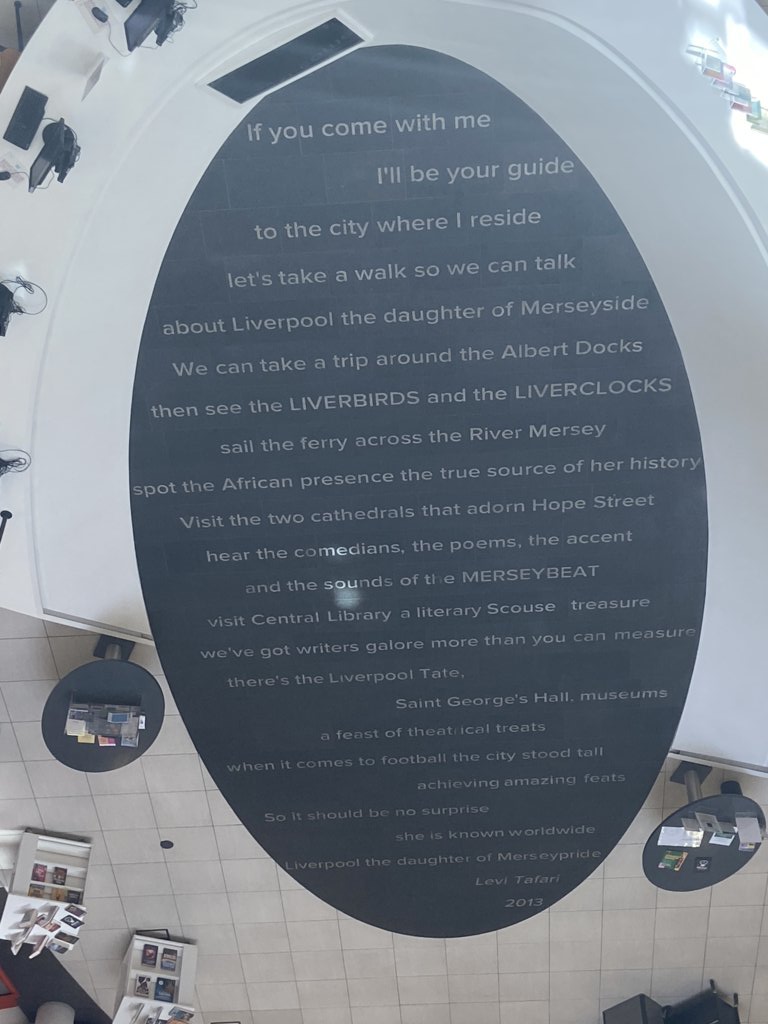 If you come with me
I'll be your guide
to the city where I reside
let's take a walk so we can talk
about Liverpool the daughter of Merseyside
We can take a trip around the Albert Docks
then see the LIVERBIRDS and the LIVERCLOCKS
sail the ferry across the River Mersey
spot the African presence the true source of her history
Visit the two cathedrals that adorn Hope Street
hear the comedians, the poems, the accent
and the sounds of the MERSEYBEAT
visit Central Library a literary Scouse treasure
we've got writers galore more than you can measure
there's the Liverpool Tate,
Saint George's Hall. museums
a feast of theatrical treats
when it comes to football the city stood tall
achieving amazing feats
So it should be no surprise
she is known worldwide
Liverpool the daughter of Merseypride
Levi Tafari
2013